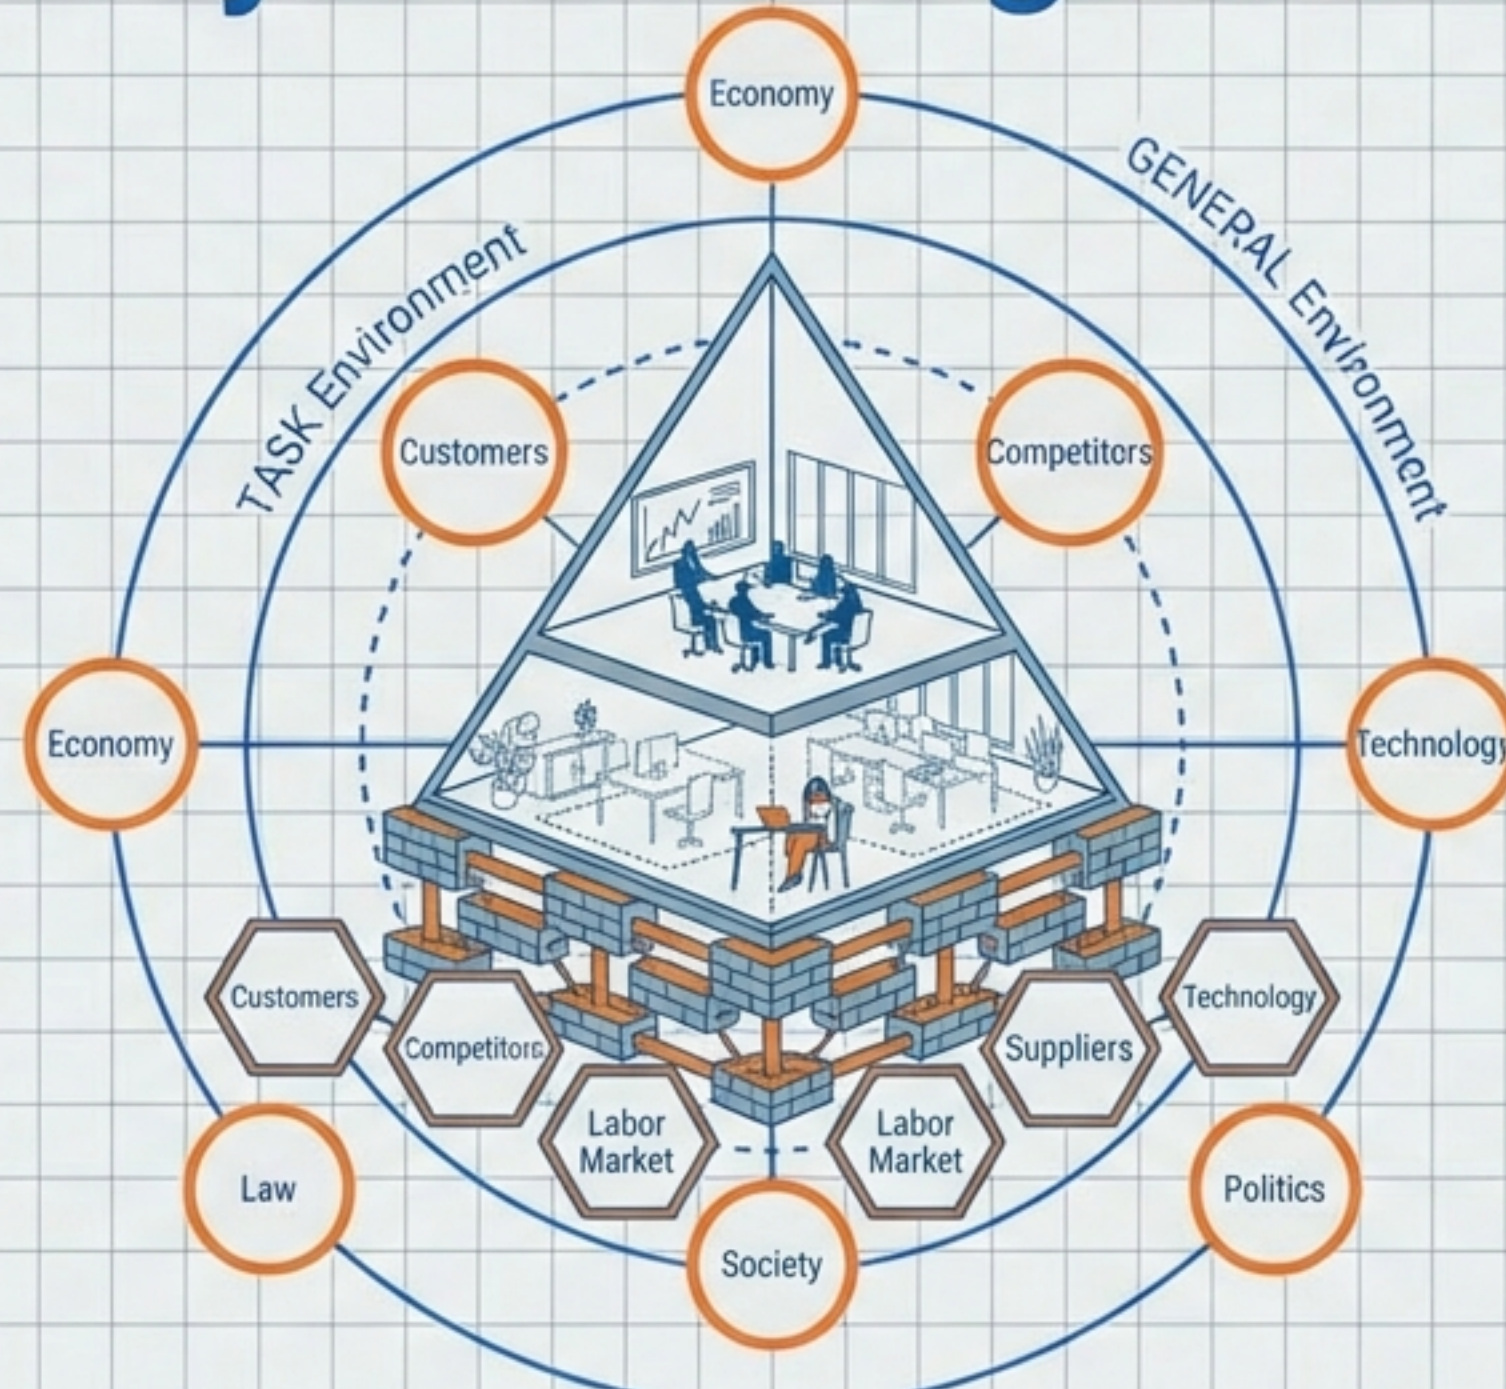 Economy
GENERAL Environment
TASK Environment
Customers
Competitors
Economy
Technology
Customers
Technology
Competitors
Suppliers
Labor
Market
Labor
Market
Law
Politics
Society